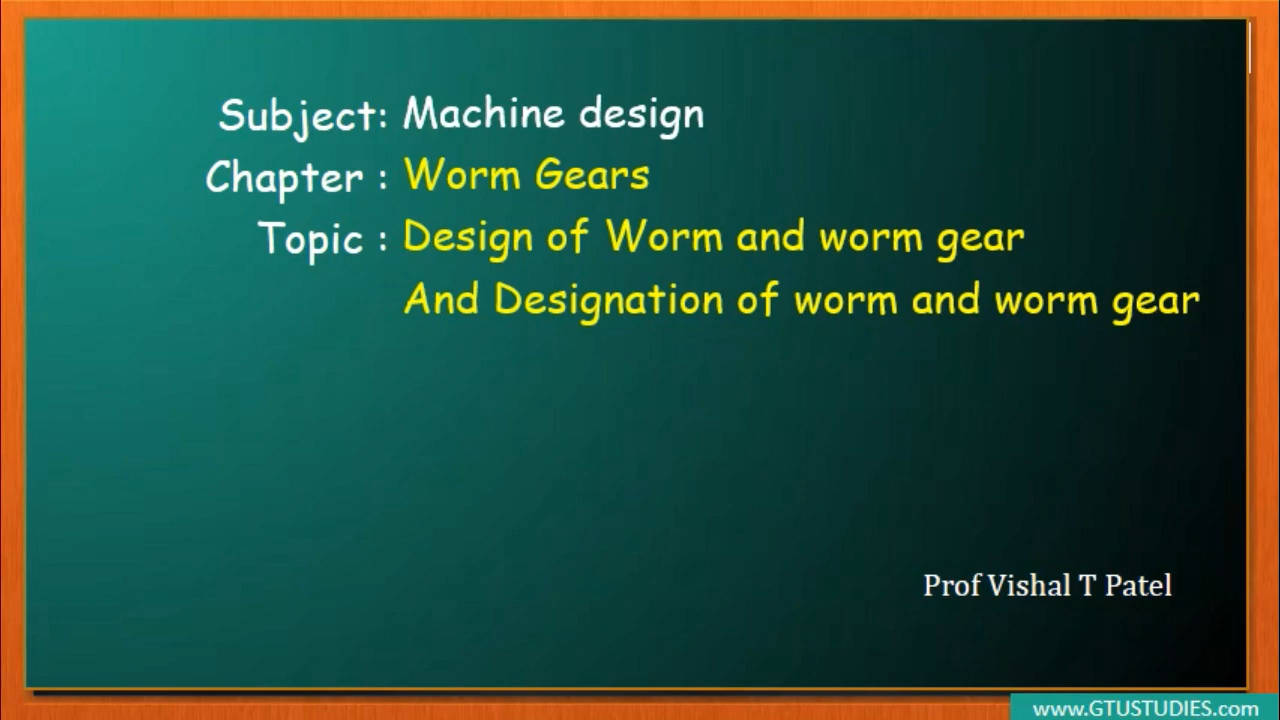 Subject: Machine design
Chapter : Worm Gears
Topic : Design of Worm and worm gear
And Designation of worm and worm gear
Prof Vishal T Patel
www.GTUSTUDIES.com